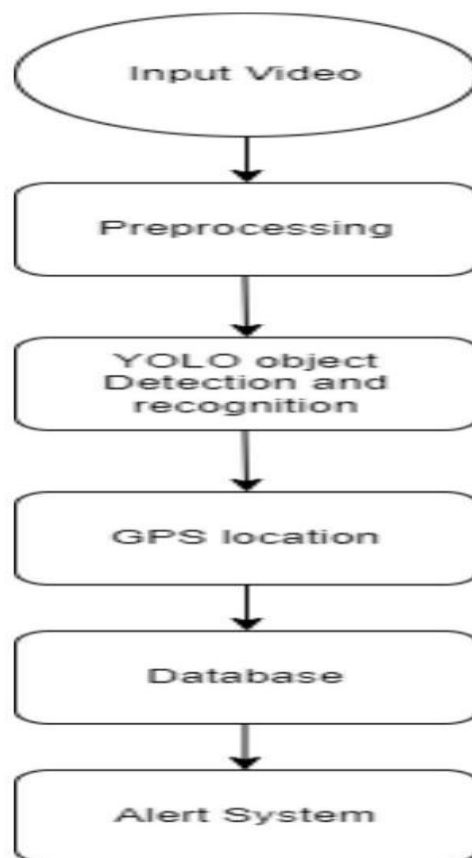 Input Video
Preprocessing
YOLO object
Detection and
recognition
GPS location
Database
Alert System